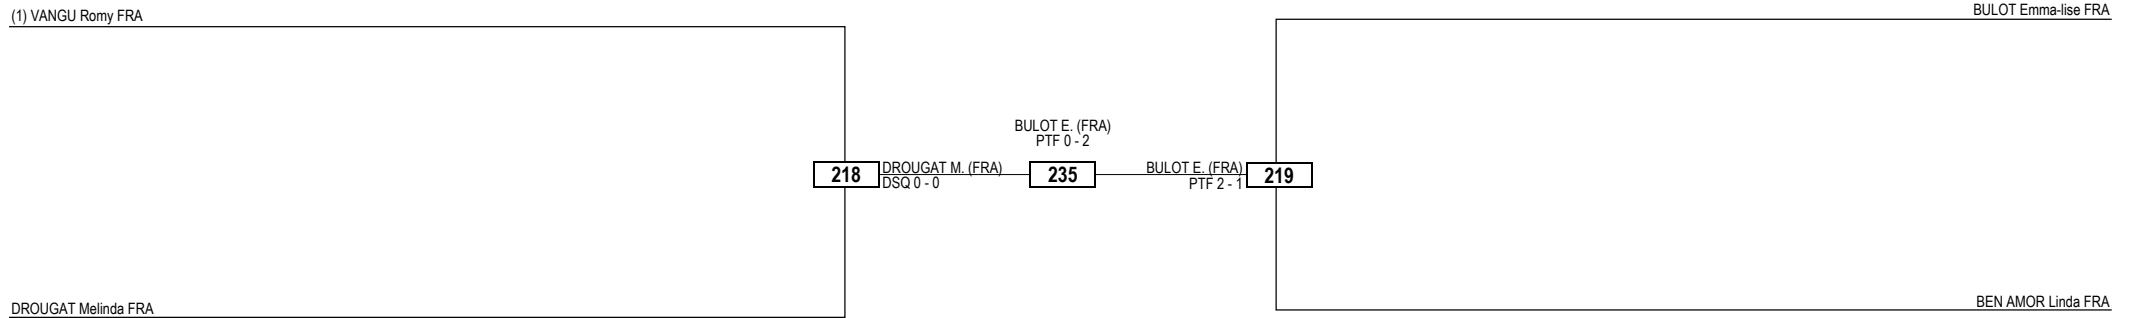 (1) VANGU Romy FRA
BULOT Emma-lise FRA
BULOT E. (FRA)
PTF 0 - 2
218
DROUGAT M. (FRA)
DSQ 0 - 0
235
BULOT E. (FRA)
PTF 2 - 1
219
DROUGAT Melinda FRA
BEN AMOR Linda FRA